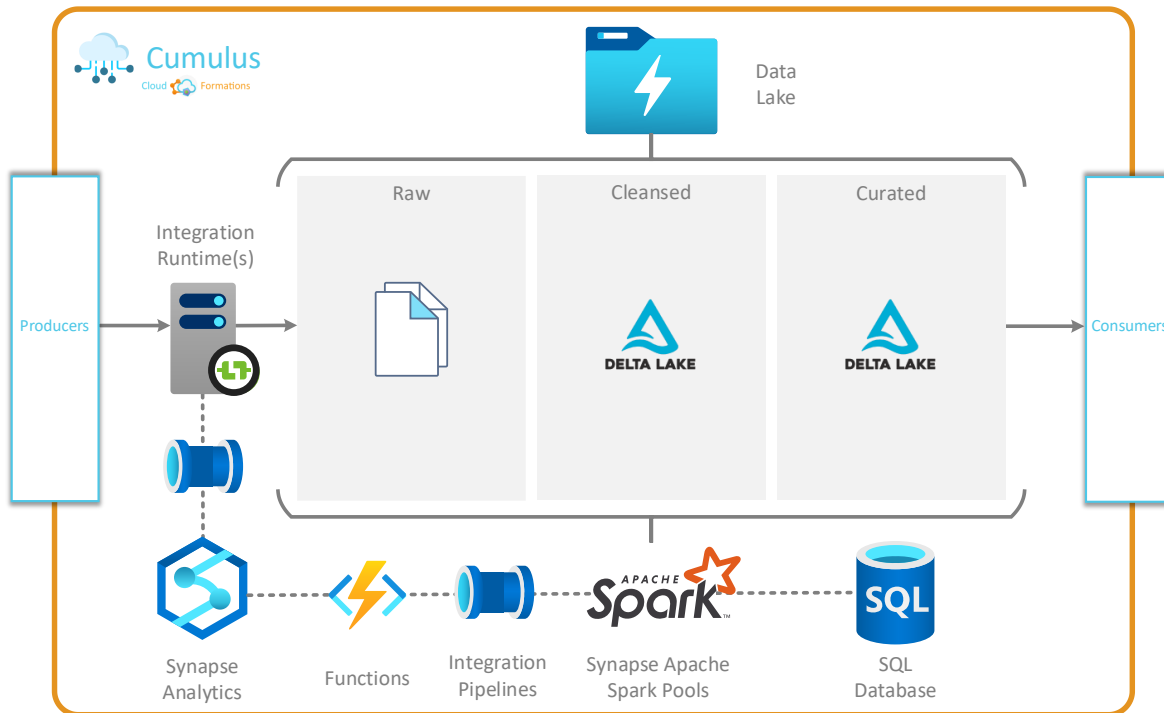 Cumulus
Cloud Formations
Data
Lake
Raw
Cleansed
Curated
Integration
Runtime(s)
Producers
Consumers
DELTA LAKE
DELTA LAKE
APACHE
Spark™
SQL
Synapse
Analytics
Functions
Integration
Pipelines
Synapse Apache
Spark Pools
SQL
Database